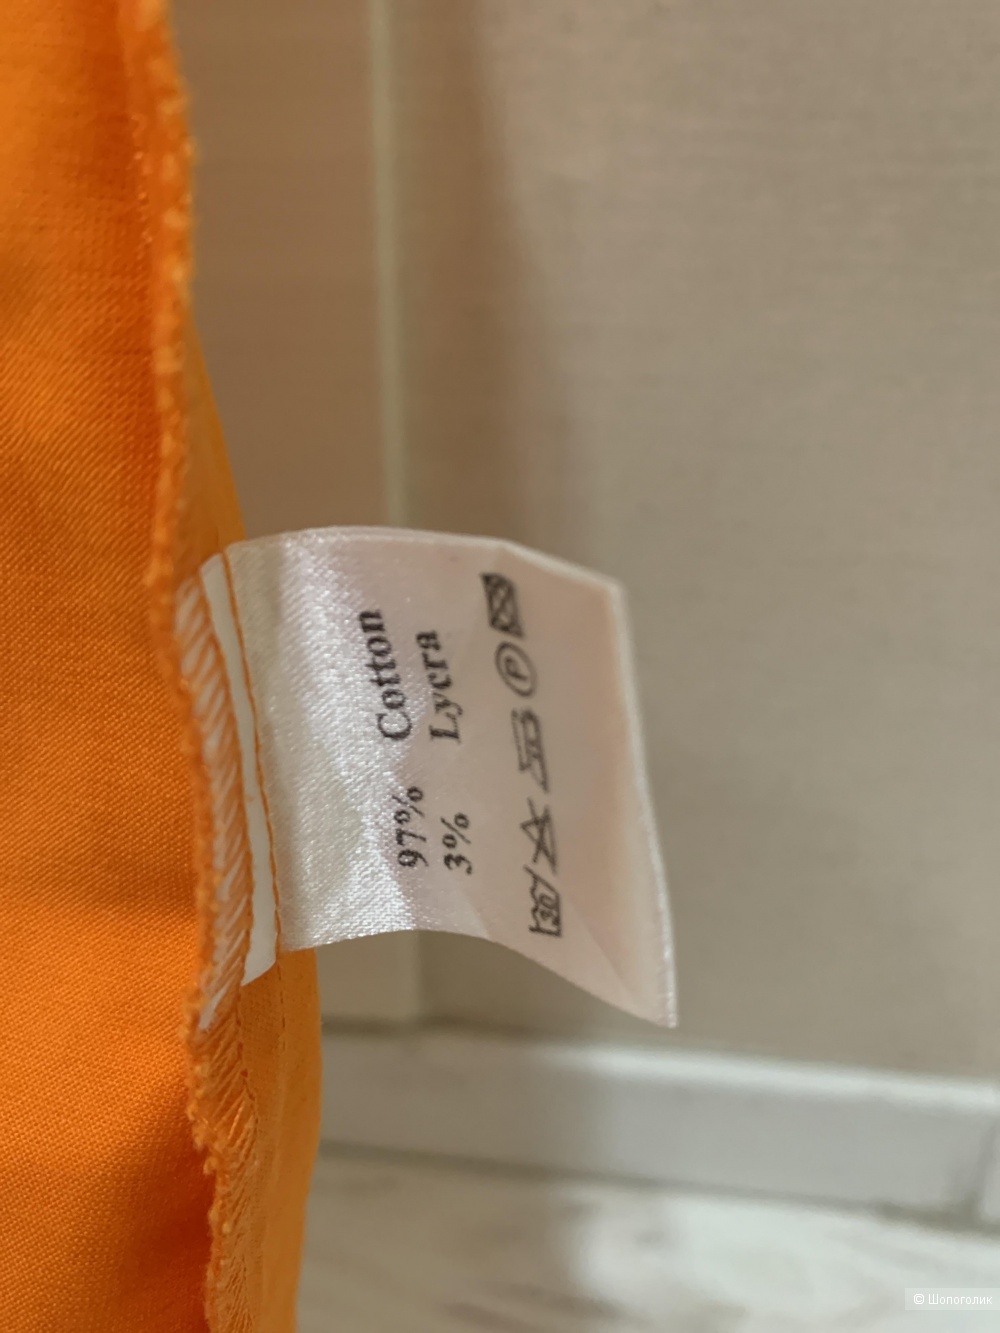 97% Cotton
3% Lycra
30 P
© Шопоголик